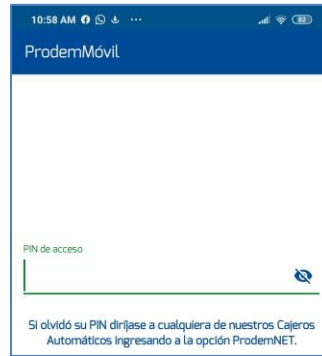 10:58 AM ...
82
ProdemMóvil
PIN de acceso
Si olvidó su PIN diríjase a cualquiera de nuestros Cajeros
Automáticos ingresando a la opción ProdemNET.